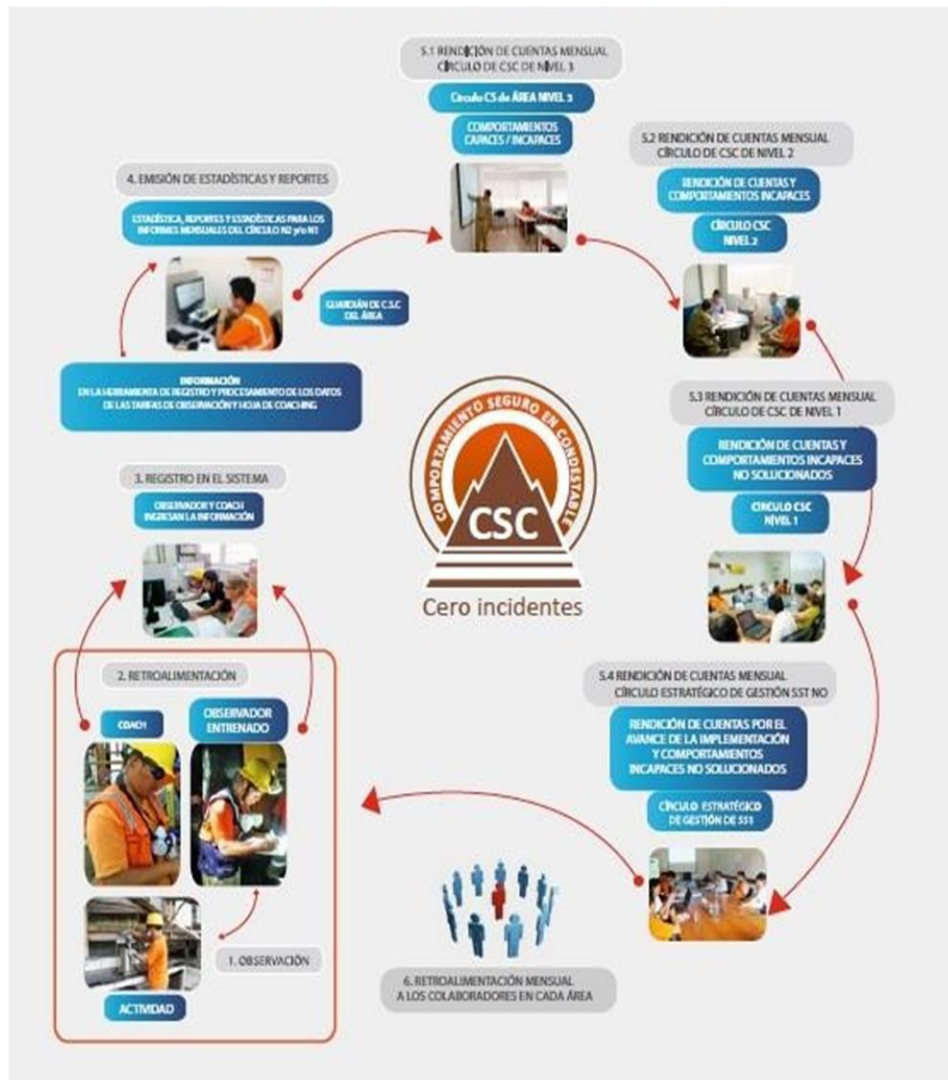 5.1 RENDICIÓN DE CUENTAS MENSUAL
CÍRCULO DE CSC DE NIVEL 3
Círculo CS de ÁREA NIVEL 3
COMPORTAMIENTOS
CAPACES / INCAPACES
5.2 RENDICIÓN DE CUENTAS MENSUAL
CÍRCULO DE CSC DE NIVEL 2
RENDICIÓN DE CUENTAS Y
COMPORTAMIENTOS INCAPACES
CÍRCULO CSC
NIVEL 2
4. EMISIÓN DE ESTADÍSTICAS Y REPORTES
ESTADÍSTICA, REPORTES Y ESTADÍSTICAS PARA LOS
INFORMES MENSUALES DEL CÍRCULO N2 y/o N1
GUARDIÁN DE C.S.C
DEL ÁREA
INFORMACIÓN
EN LA HERRAMIENTA DE REGISTRO Y PROCESAMIENTO DE LOS DATOS
DE LAS TAREAS DE OBSERVACIÓN Y HOJA DE COACHING
5.3 RENDICIÓN DE CUENTAS MENSUAL
CÍRCULO DE CSC DE NIVEL 1
RENDICIÓN DE CUENTAS Y
COMPORTAMIENTOS INCAPACES
NO SOLUCIONADOS
CÍRCULO CSC
NIVEL 1
COMPORTAMIENTO SEGURO EN CONDESTABLE
CSC
Cero incidentes
3. REGISTRO EN EL SISTEMA
OBSERVADOR Y COACH
INGRESAN LA INFORMACIÓN
2. RETROALIMENTACIÓN
COACH
OBSERVADOR
ENTRENADO
1. OBSERVACIÓN
ACTIVIDAD
5.4 RENDICIÓN DE CUENTAS MENSUAL
CÍRCULO ESTRATÉGICO DE GESTIÓN SST NO
RENDICIÓN DE CUENTAS POR EL
AVANCE DE LA IMPLEMENTACIÓN
Y COMPORTAMIENTOS
INCAPACES NO SOLUCIONADOS
CÍRCULO ESTRATÉGICO
DE GESTIÓN DE SST
6. RETROALIMENTACIÓN MENSUAL
A LOS COLABORADORES EN CADA ÁREA